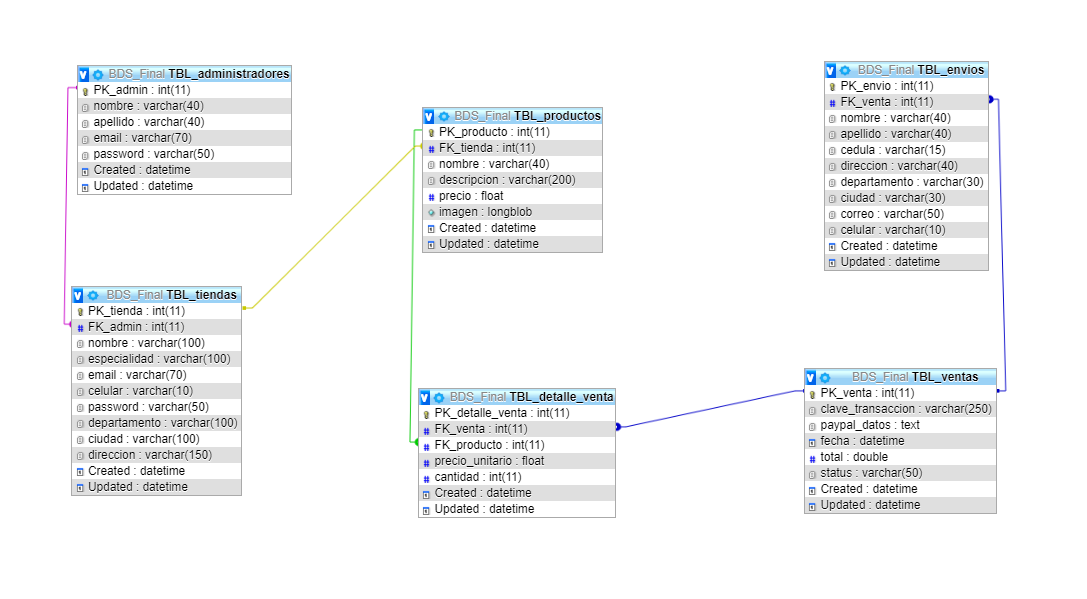 BDS_Final TBL_administradores
PK_admin : int(11)
nombre : varchar(40)
apellido : varchar(40)
email : varchar(70)
password : varchar(50)
Created : datetime
Updated : datetime
BDS_Final TBL_productos
PK_producto : int(11)
FK_tienda : int(11)
nombre : varchar(40)
descripcion : varchar(200)
precio : float
imagen : longblob
Created : datetime
Updated : datetime
BDS_Final TBL_envios
PK_envio : int(11)
FK_venta : int(11)
nombre : varchar(40)
apellido : varchar(40)
cedula : varchar(15)
direccion : varchar(40)
departamento : varchar(30)
ciudad : varchar(30)
correo : varchar(50)
celular : varchar(10)
Created : datetime
Updated : datetime
BDS_Final TBL_tiendas
PK_tienda : int(11)
FK_admin : int(11)
nombre : varchar(100)
especialidad : varchar(100)
email : varchar(70)
celular : varchar(10)
password : varchar(50)
departamento : varchar(100)
ciudad : varchar(100)
direccion : varchar(150)
Created : datetime
Updated : datetime
BDS_Final TBL_detalle_venta
PK_detalle_venta : int(11)
FK_venta : int(11)
FK_producto : int(11)
precio_unitario : float
cantidad : int(11)
Created : datetime
Updated : datetime
BDS_Final TBL_ventas
PK_venta : int(11)
clave_transaccion : varchar(250)
paypal_datos : text
fecha : datetime
total : double
status : varchar(50)
Created : datetime
Updated : datetime